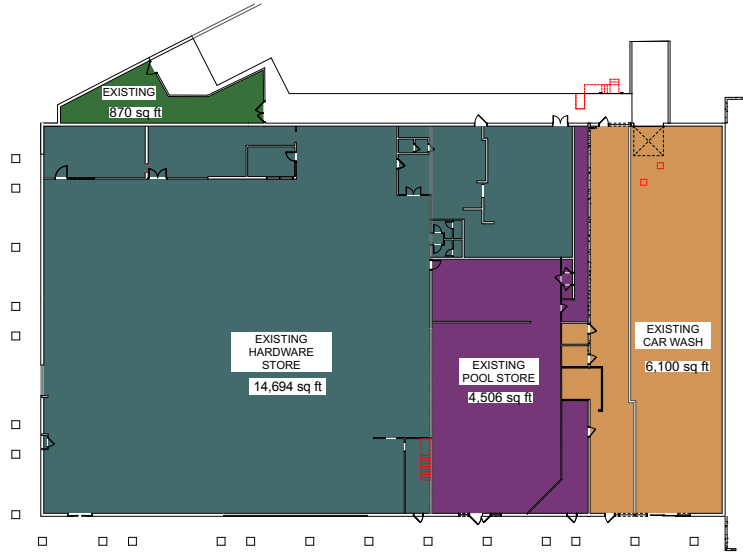 EXISTING
870 sq ft
EXISTING
HARDWARE
STORE
14,694 sq ft
EXISTING
POOL STORE
4,506 sq ft
EXISTING
CAR WASH
6,100 sq ft